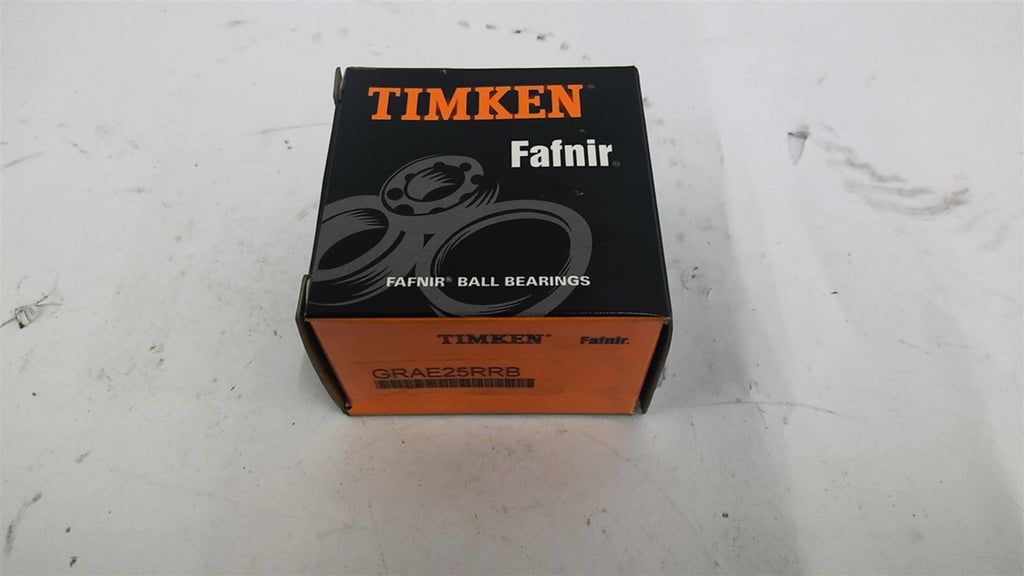 TIMKEN
Fafnir®
FAFNIR® BALL BEARINGS
TIMKEN Fafnir.
GRAE25RRB